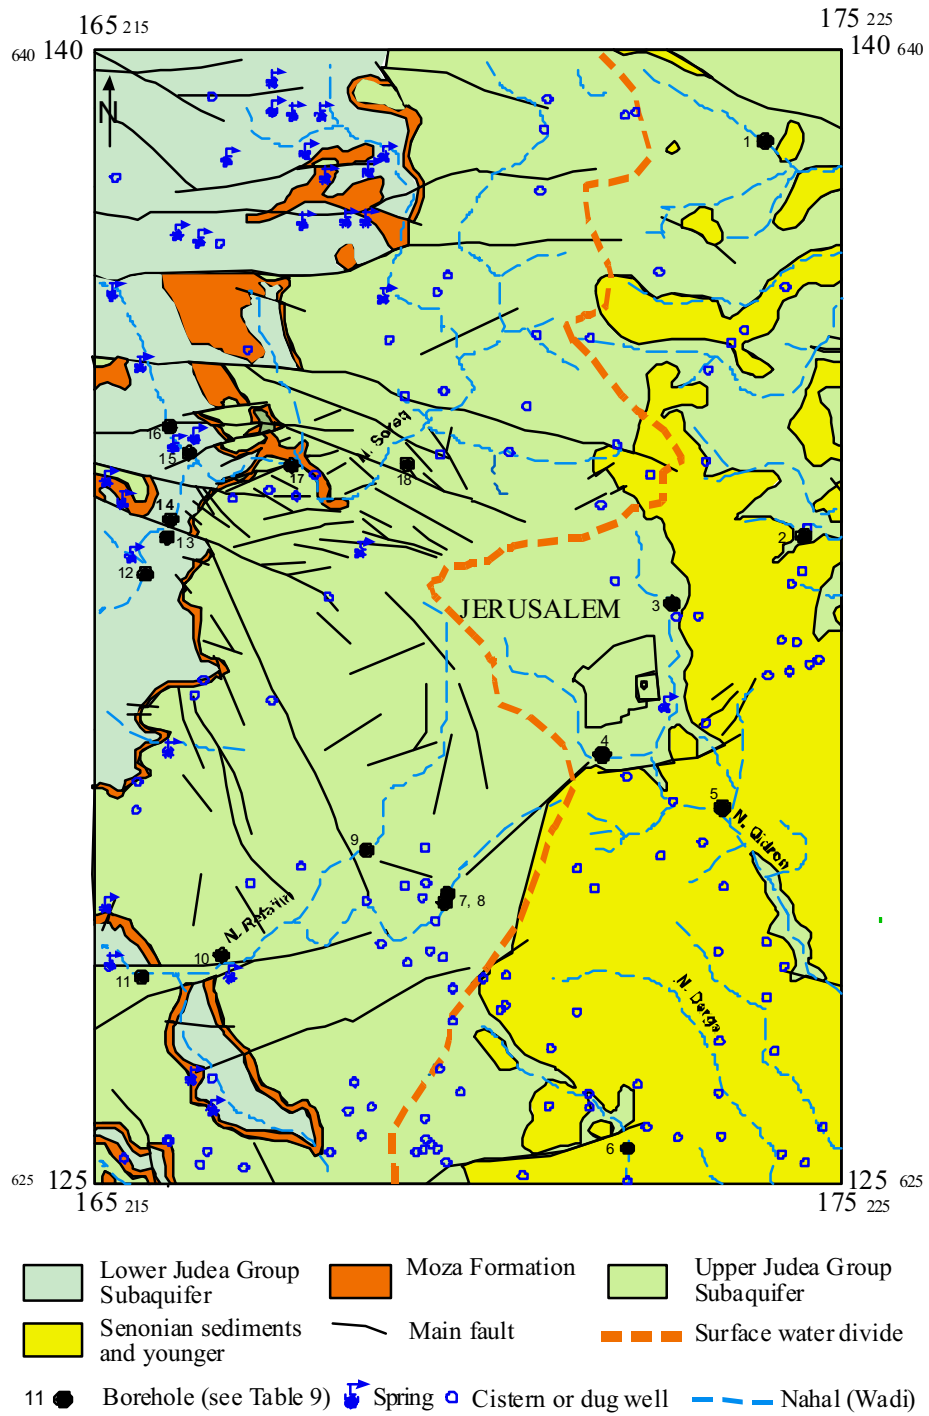 165 215
175 225
640 140
140 640
N
1
16
15
N. Soreq
17
18
14
13
12
2
JERUSALEM
3
4
5
N. Qidron
9
7, 8
N. Refa'im
10
11
N. Darga
6
625 125
125 625
165 215
175 225
Lower Judea Group
Subaquifer
Moza Formation
Upper Judea Group
Subaquifer
Senonian sediments
and younger
Main fault
Surface water divide
11 Borehole (see Table 9)
Spring
Cistern or dug well
Nahal (Wadi)